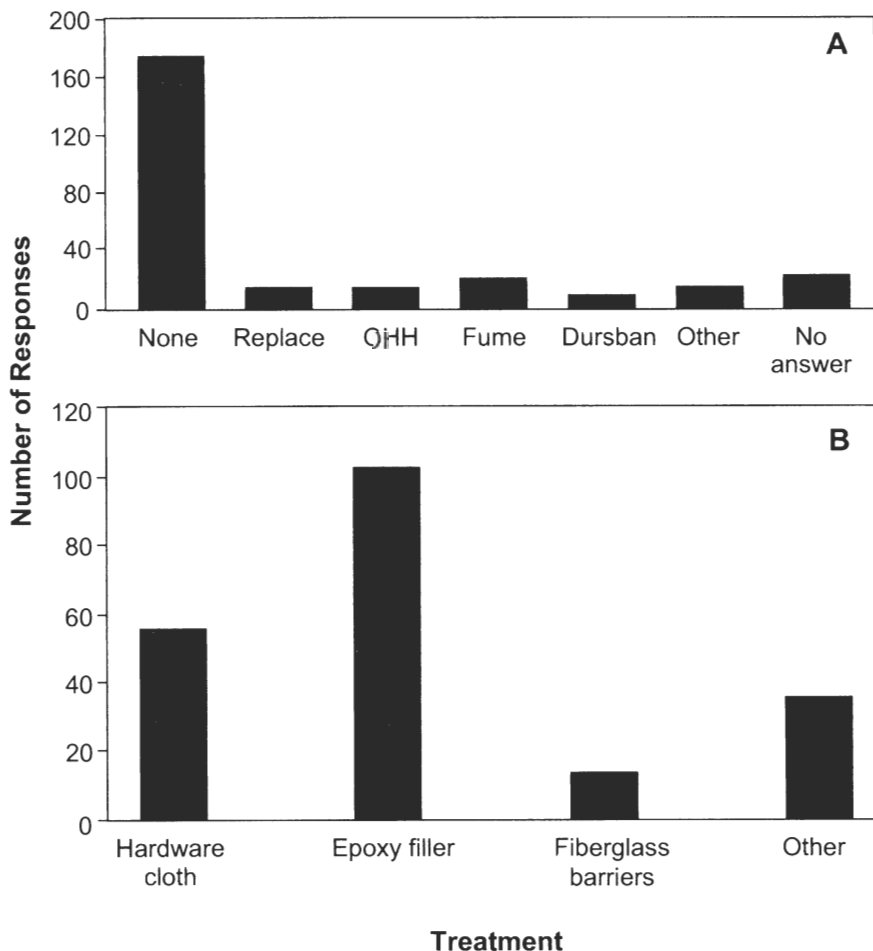 Number of Responses
A
200
160
120
80
40
0
None Replace Fume Dursban Other No answer
B
120
100
80
60
40
20
0
Hardware cloth Epoxy filler Fiberglass barriers Other
Treatment